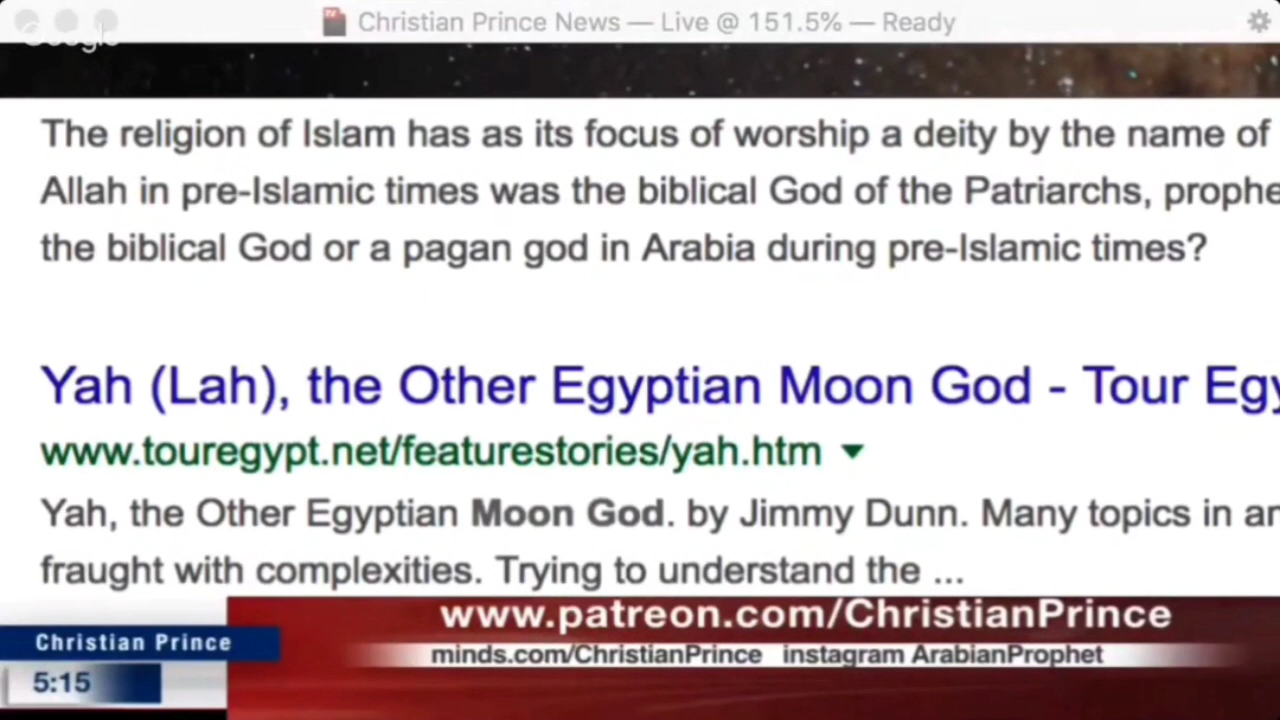 Christian Prince News — Live @ 151.5% — Ready
Google
The religion of Islam has as its focus of worship a deity by the name of
Allah in pre-Islamic times was the biblical God of the Patriarchs, prophe
the biblical God or a pagan god in Arabia during pre-Islamic times?
Yah (Lah), the Other Egyptian Moon God - Tour Egy
www.touregypt.net/featurestories/yah.htm
Yah, the Other Egyptian Moon God. by Jimmy Dunn. Many topics in an
fraught with complexities. Trying to understand the ...
www.patreon.com/ChristianPrince
Christian Prince
minds.com/ChristianPrince instagram ArabianProphet
5:15